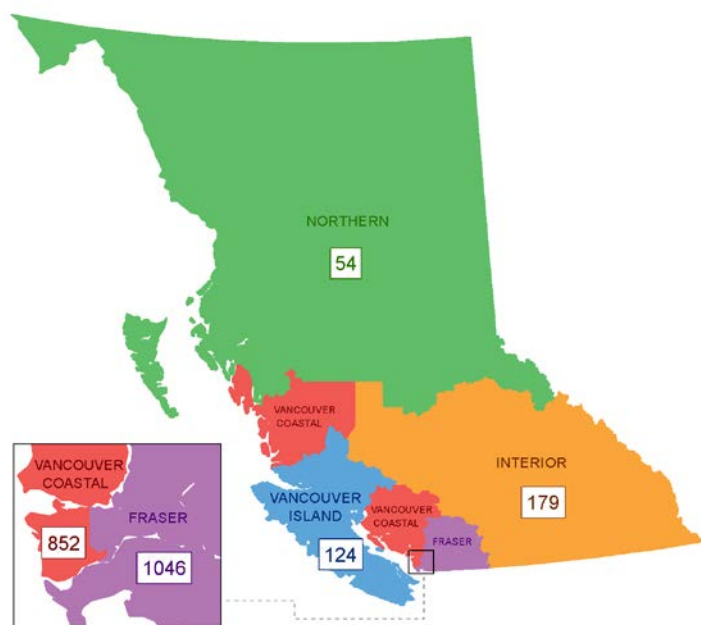 NORTHERN
54
VANCOUVER
COASTAL
INTERIOR
179
VANCOUVER
ISLAND
124
VANCOUVER
COASTAL
FRASER
VANCOUVER
COASTAL
852
FRASER
1046